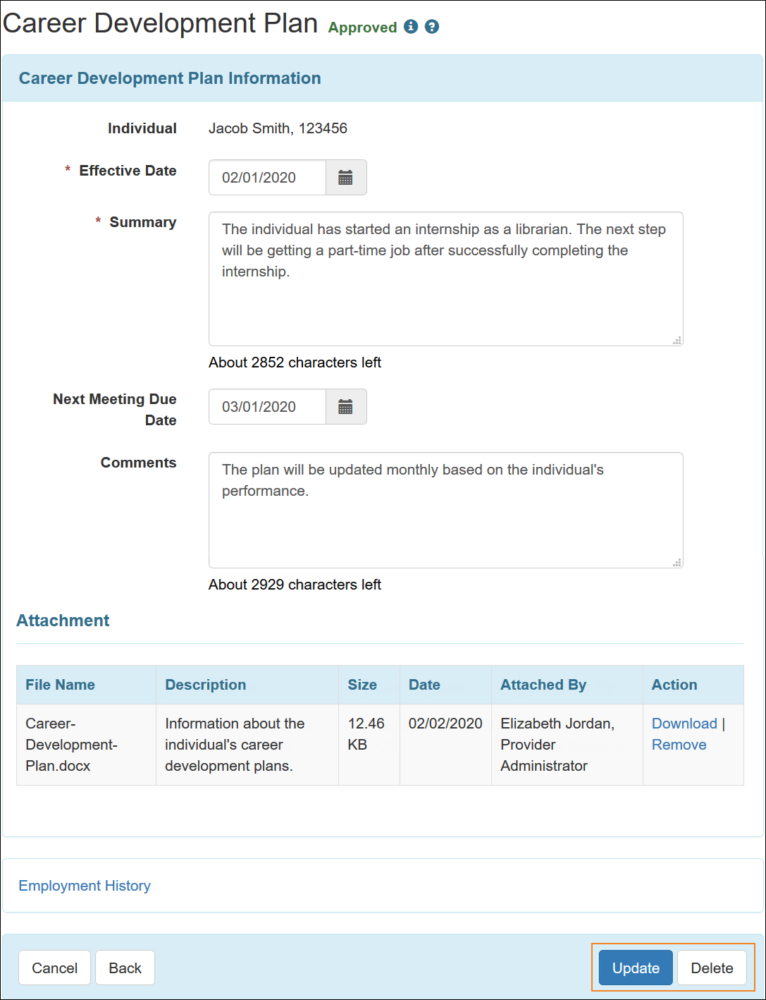 Career Development Plan Approved
Career Development Plan Information
Individual Jacob Smith, 123456
* Effective Date 02/01/2020
* Summary
The individual has started an internship as a librarian. The next step
will be getting a part-time job after successfully completing the
internship.
About 2852 characters left
Next Meeting Due
Date
03/01/2020
Comments
The plan will be updated monthly based on the individual's
performance.
About 2929 characters left
Attachment
File Name Description Size Date Attached By Action
Career-
Development-
Plan.docx
Information about the
individual's career
development plans.
12.46
KB
02/02/2020
Elizabeth Jordan,
Provider
Administrator
Download |
Remove
Employment History
Cancel Back Update Delete